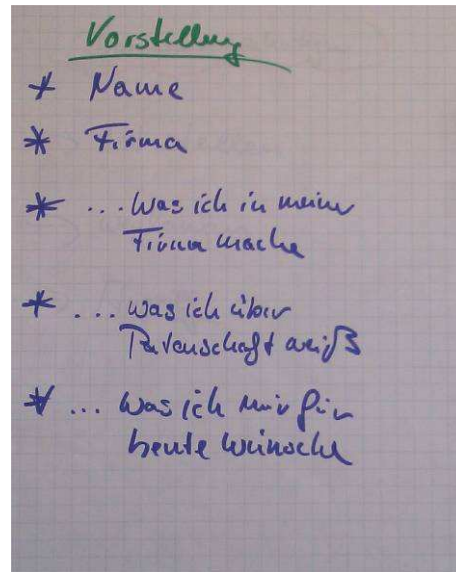 Vorstellung
* Name
* Firma
* ... Was ich in meiner
Firma mache
* ... was ich über
Patenschaft weiß
* ... Was ich mir für
heute wünsche